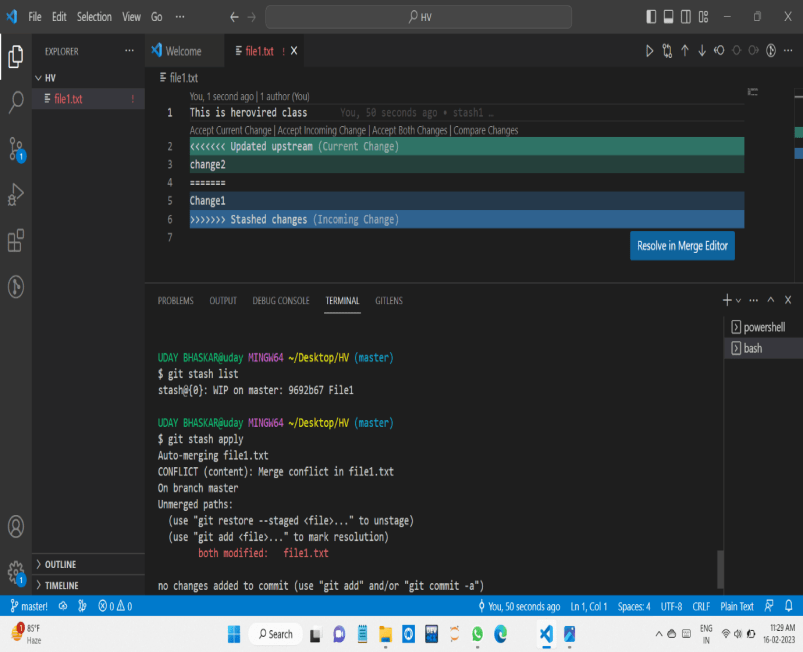 File Edit Selection View Go ··· ← → HV
EXPLORER ···
Welcome
file1.txt !
HV
file1.txt
file1.txt !
You, 1 second ago | 1 author (You)
1 This is herovired class You, 50 seconds ago • stash1 …
Accept Current Change | Accept Incoming Change | Accept Both Changes | Compare Changes
2 <<<<<<< Updated upstream (Current Change)
3 change2
4 =======
5 Change1
6 >>>>>>> Stashed changes (Incoming Change)
7
Resolve in Merge Editor
1
PROBLEMS OUTPUT DEBUG CONSOLE TERMINAL GITLENS
powershell
bash
UDAY BHASKAR@uday MINGW64 ~/Desktop/HV (master)
$ git stash list
stash@{0}: WIP on master: 9692b67 File1
UDAY BHASKAR@uday MINGW64 ~/Desktop/HV (master)
$ git stash apply
Auto-merging file1.txt
CONFLICT (content): Merge conflict in file1.txt
On branch master
Unmerged paths:
(use "git restore --staged <file>..." to unstage)
(use "git add <file>..." to mark resolution)
both modified: file1.txt
no changes added to commit (use "git add" and/or "git commit -a")
OUTLINE
1
TIMELINE
master! 0 0 You, 50 seconds ago Ln 1, Col 1 Spaces: 4 UTF-8 CRLF Plain Text
1
85°F
Haze
Search
ENG
IN
11:29 AM
16-02-2023